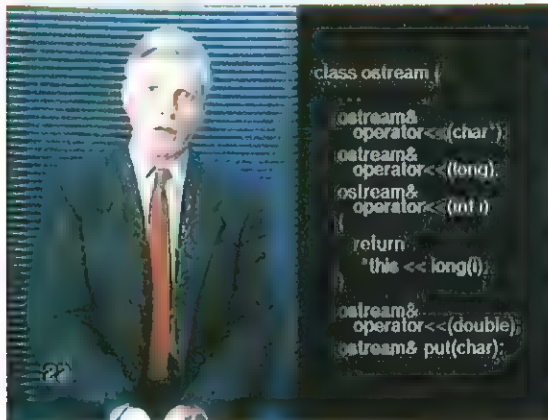 class ostream {
ostream&
operator<<(char*);
ostream&
operator<<(long);
ostream&
operator<<(int i)
{
return
*this << long(i);
ostream&
operator<<(double)
ostream& put(char);